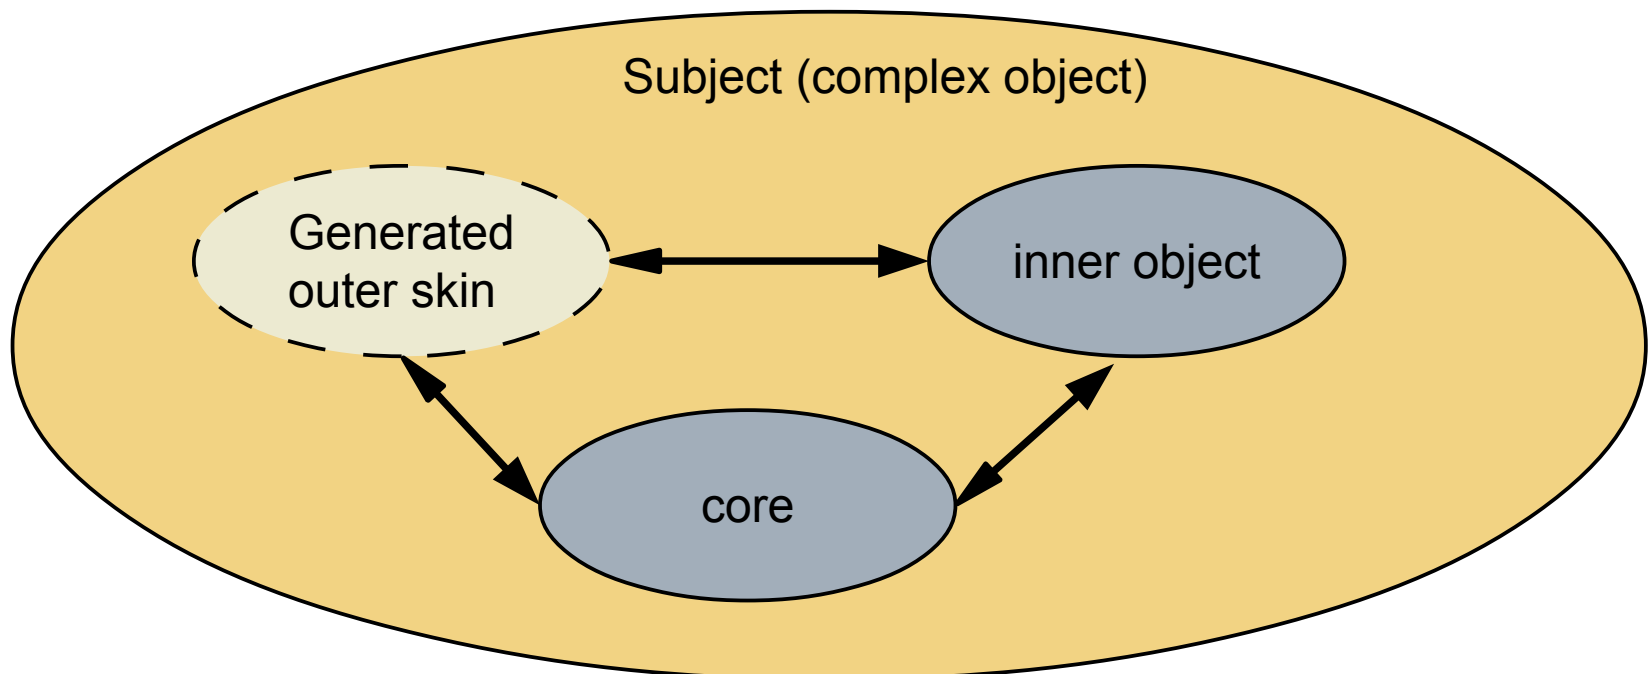 Subject (complex object)
Generated
outer skin
inner object
core